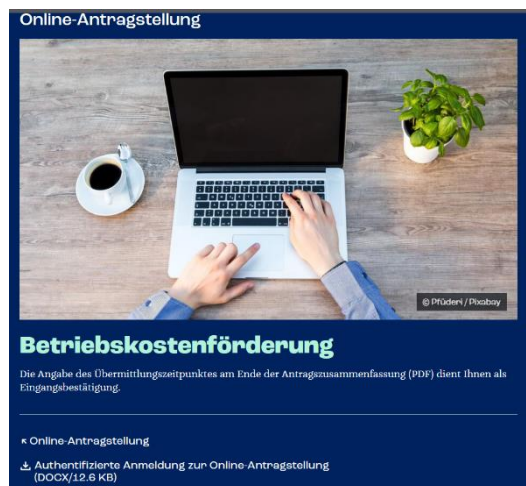 Online-Antragstellung
© Pfüderi / Pixabay
Betriebskostenförderung
Die Angabe des Übermittlungszeitpunktes am Ende der Antragszusammenfassung (PDF) dient Ihnen als
Eingangsbestätigung.
Online-Antragstellung
Authentifizierte Anmeldung zur Online-Antragstellung
(DOCX/12.6 KB)